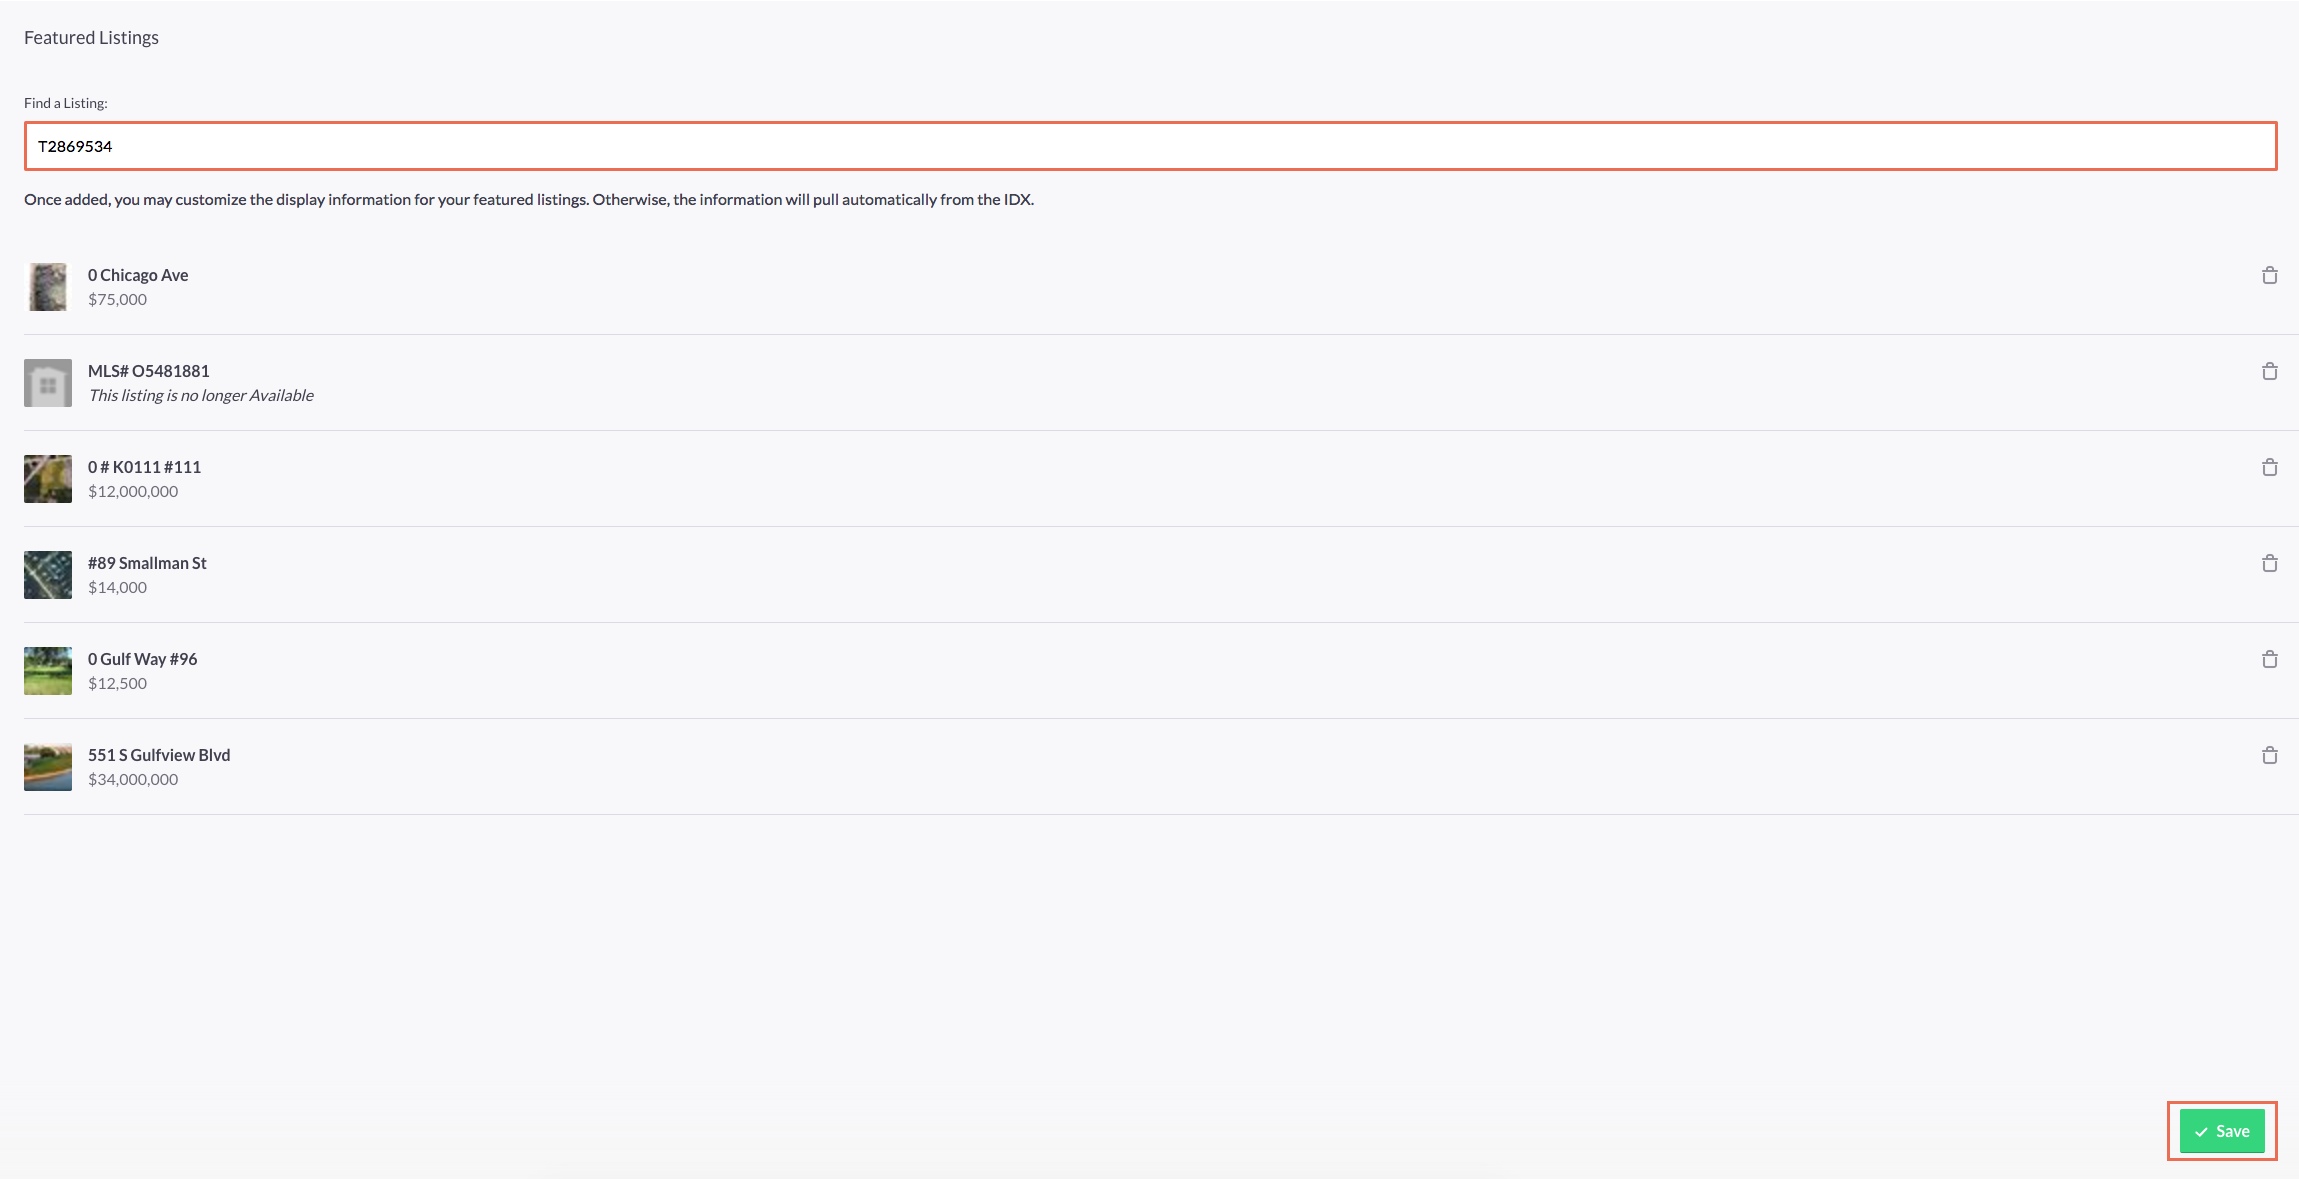 Featured Listings
Find a Listing:
T2869534
Once added, you may customize the display information for your featured listings. Otherwise, the information will pull automatically from the IDX.
0 Chicago Ave
$75,000
MLS# O5481881
This listing is no longer Available
0 # K0111 #111
$12,000,000
#89 Smallman St
$14,000
0 Gulf Way #96
$12,500
551 S Gulfview Blvd
$34,000,000
Save